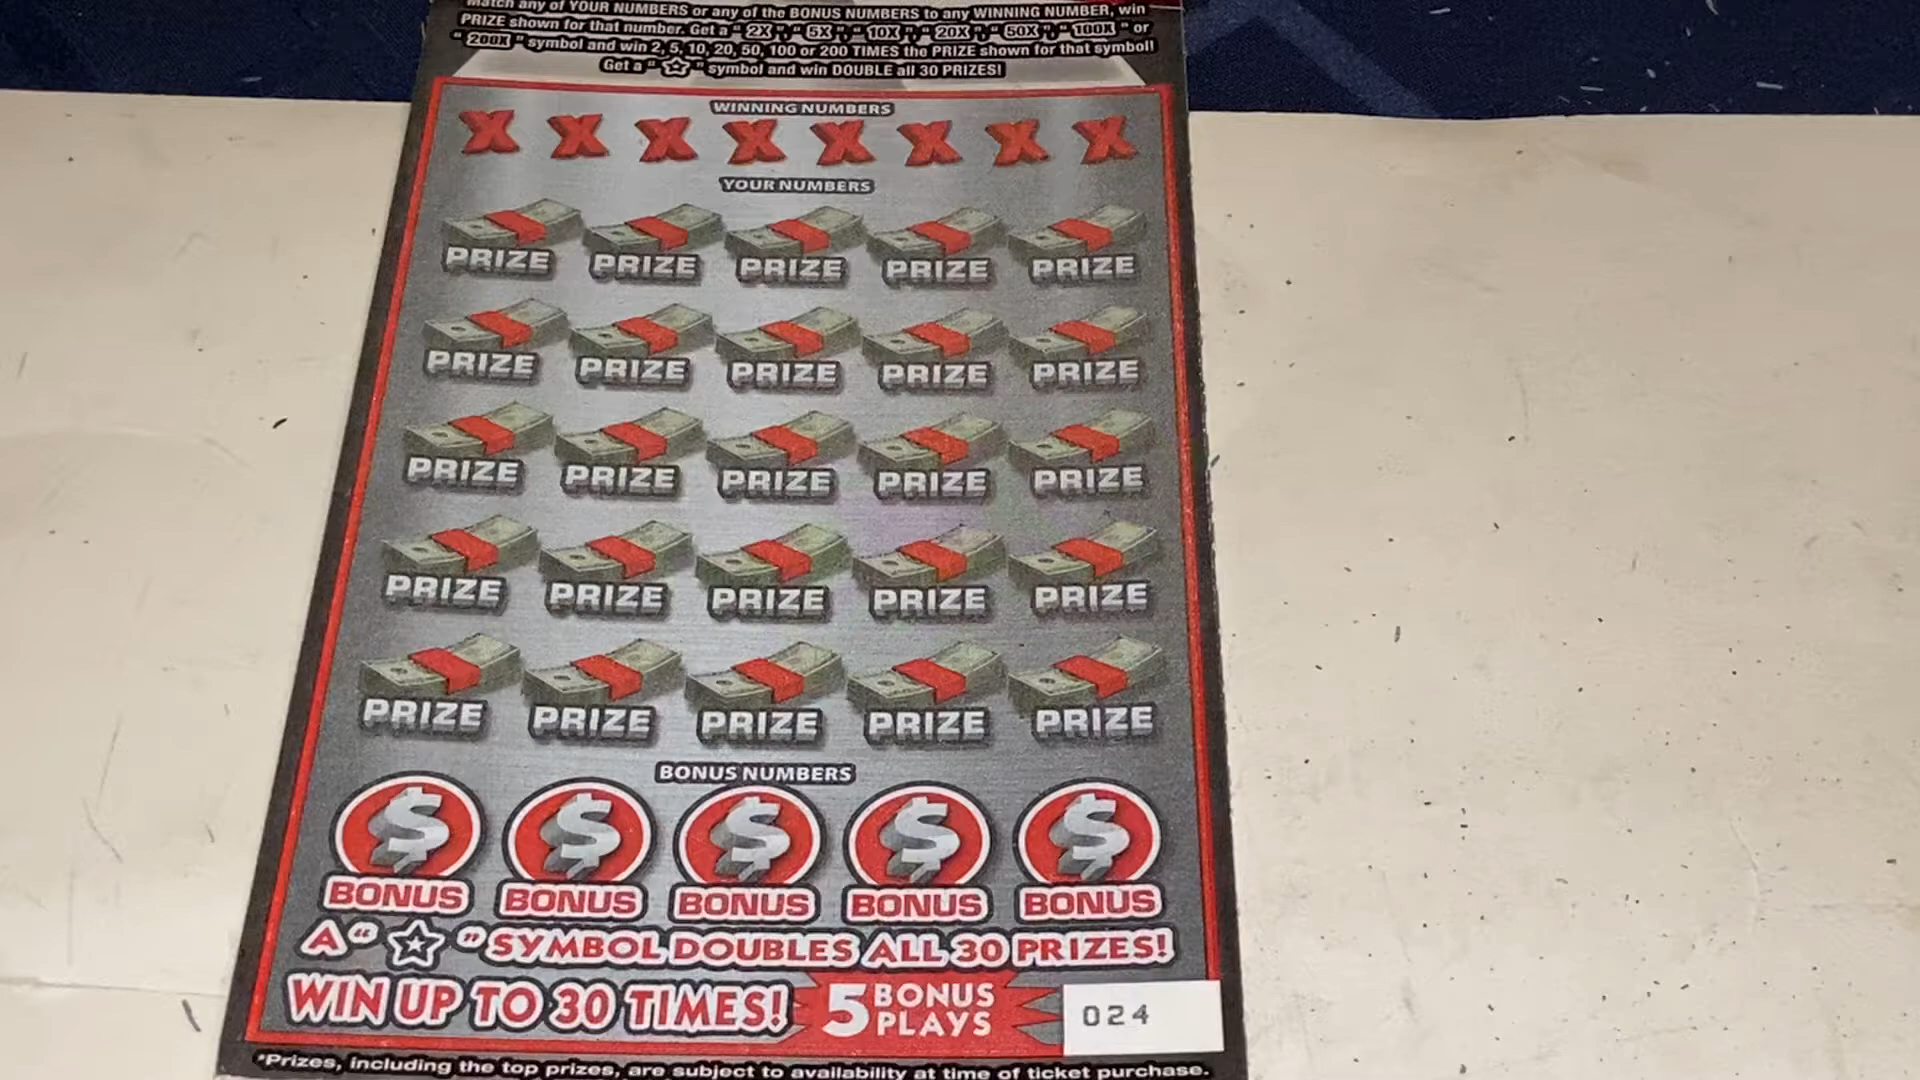 Match any of YOUR NUMBERS or any of the BONUS NUMBERS to any WINNING NUMBER, win
PRIZE shown for that number. Get a "2X", "5X", "10X", "20X", "50X", "100X" or
"200X" symbol and win 2, 5, 10, 20, 50, 100 or 200 TIMES the PRIZE shown for that symbol!
Get a "☆" symbol and win DOUBLE all 30 PRIZES!
WINNING NUMBERS
X X X X X X X X
YOUR NUMBERS
PRIZE PRIZE PRIZE PRIZE PRIZE
PRIZE PRIZE PRIZE PRIZE PRIZE
PRIZE PRIZE PRIZE PRIZE PRIZE
PRIZE PRIZE PRIZE PRIZE PRIZE
PRIZE PRIZE PRIZE PRIZE PRIZE
BONUS NUMBERS
$ $ $ $ $
BONUS BONUS BONUS BONUS BONUS
A "☆" SYMBOL DOUBLES ALL 30 PRIZES!
WIN UP TO 30 TIMES! 5 BONUS PLAYS 024
*Prizes, including the top prizes, are subject to availability at time of ticket purchase.